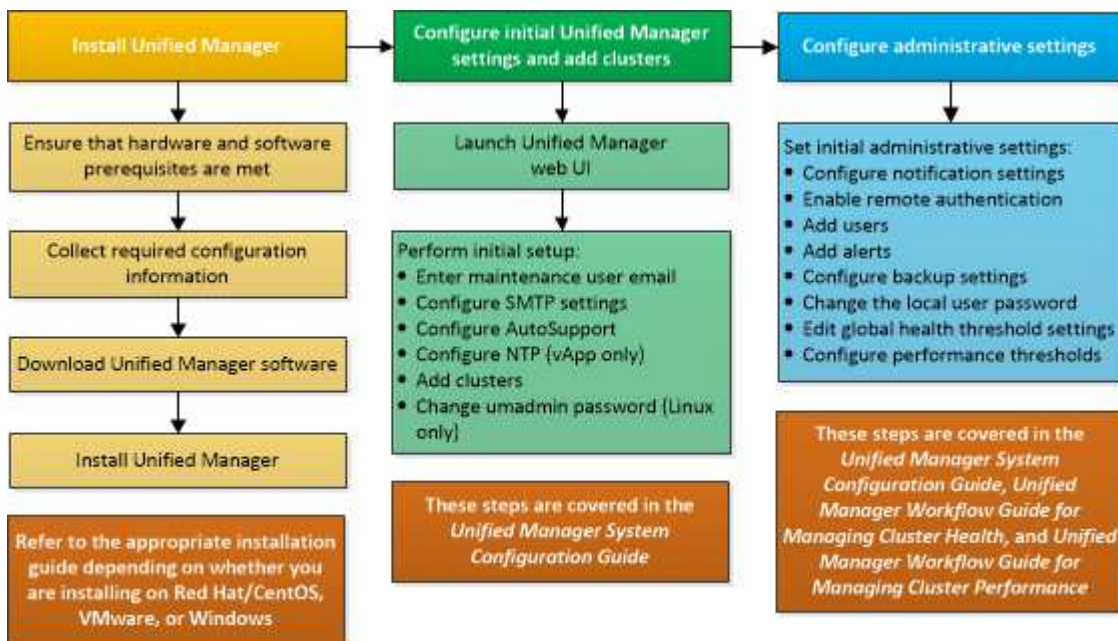 Install Unified Manager
Ensure that hardware and software
prerequisites are met
Collect required configuration
information
Download Unified Manager software
Install Unified Manager
Refer to the appropriate installation
guide depending on whether you
are installing on Red Hat/CentOS,
VMware, or Windows
Configure initial Unified Manager
settings and add clusters
Launch Unified Manager
web UI
Perform initial setup:
• Enter maintenance user email
• Configure SMTP settings
• Configure AutoSupport
• Configure NTP (vApp only)
• Add clusters
• Change umadmin password (Linux
only)
These steps are covered in the
Unified Manager System
Configuration Guide
Configure administrative settings
Set initial administrative settings:
• Configure notification settings
• Enable remote authentication
• Add users
• Add alerts
• Configure backup settings
• Change the local user password
• Edit global health threshold settings
• Configure performance thresholds
These steps are covered in the
Unified Manager System
Configuration Guide, Unified
Manager Workflow Guide for
Managing Cluster Health, and Unified
Manager Workflow Guide for
Managing Cluster Performance